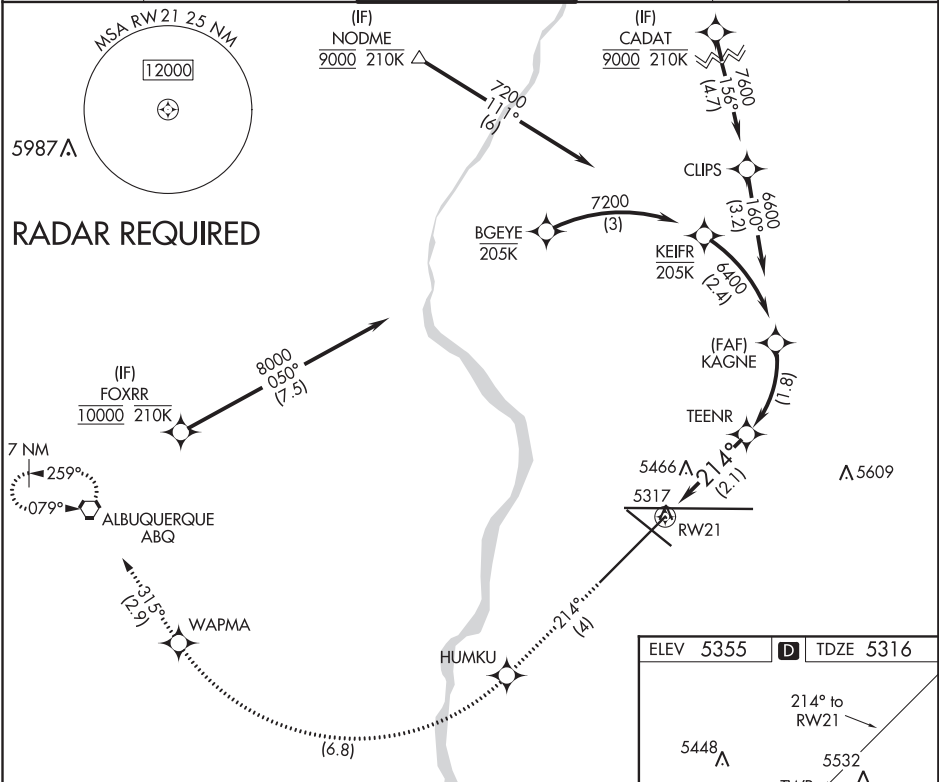 MSA RW21 25 NM
12000
5987
RADAR REQUIRED
(IF)
NODME
9000 210K
7200
111°
(6)
(IF)
CADAT
9000 210K
7600
156°
(4.7)
CLIPS
6600
160°
(3.2)
BGEYE
205K
7200
(3)
KEIFR
205K
6400
(2.4)
(FAF)
KAGNE
(1.8)
TEENR
214°
(2.1)
5466
5609
5317
RW21
(IF)
FOXRR
10000 210K
8000
050°
(7.5)
7 NM
259°
079°
ALBUQUERQUE
ABQ
315°
(2.9)
WAPMA
(6.8)
HUMKU
214°
(4)
ELEV 5355 D TDZE 5316
214° to
RW21
5448
5532